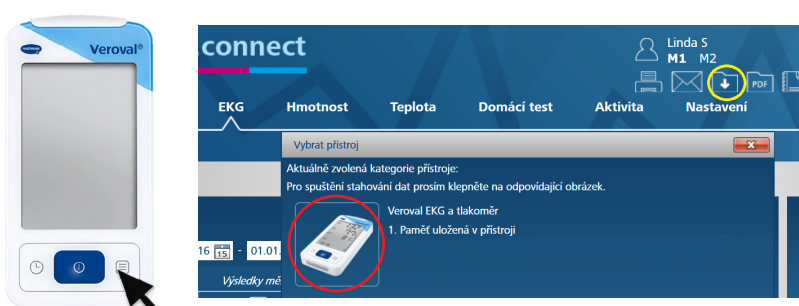 Veroval®
connect
Linda S
M1 M2
PDF
EKG Hmotnost Teplota Domácí test Aktivita Nastavení
Vybrat přístroj
Aktuálně zvolená kategorie přístroje:
Pro spuštění stahování dat prosím klepněte na odpovídající obrázek.
Veroval EKG a tlakoměr
1. Paměť uložená v přístroji
16 15 - 01.01.
Výsledky mě